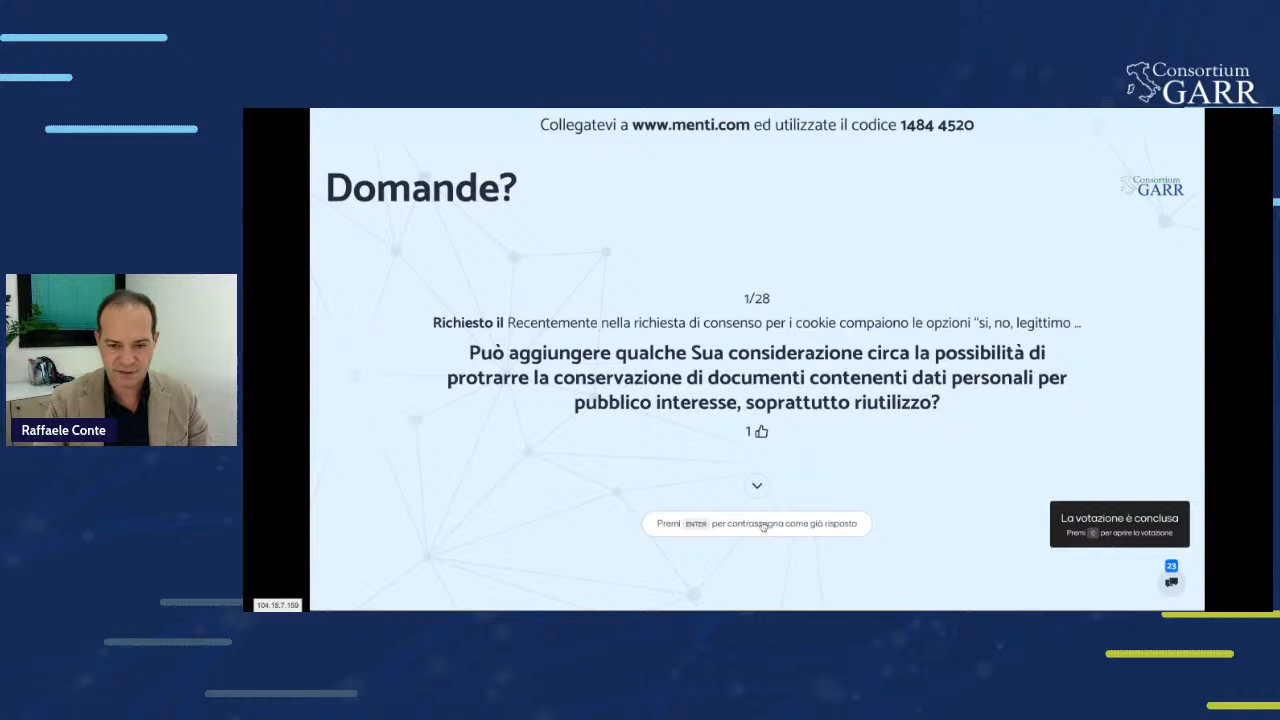 Consortium
GARR
Collegatevi a www.menti.com ed utilizzate il codice 1484 4520
Domande?
Consortium
GARR
1/28
Richiesto il Recentemente nella richiesta di consenso per i cookie compaiono le opzioni “si, no, legittimo ...
Può aggiungere qualche Sua considerazione circa la possibilità di
protrarre la conservazione di documenti contenenti dati personali per
pubblico interesse, soprattutto riutilizzo?
1
Raffaele Conte
Premi ENTER per contrassegna come già risposto
La votazione è conclusa
Premi C per aprire la votazione
23
104.18.7.159